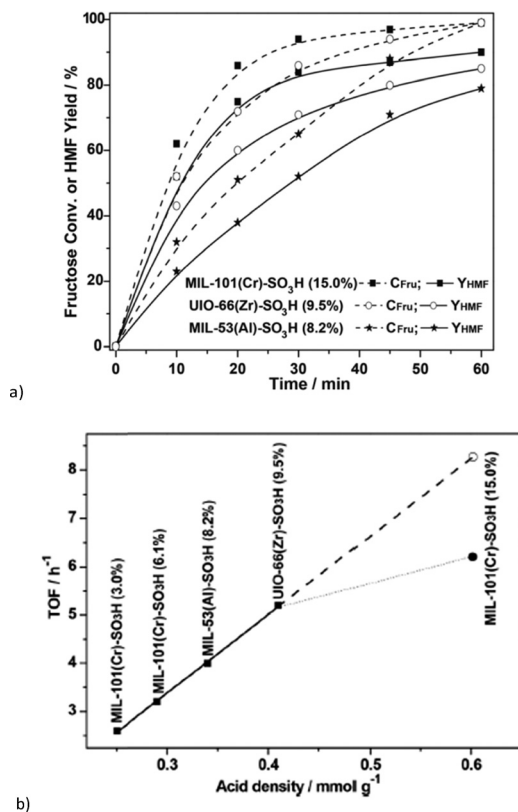 Fructose Conv. or HMF Yield / %
100
80
60
40
20
0
MIL-101(Cr)-SO3H (15.0%) CFru; YHMF
UIO-66(Zr)-SO3H (9.5%) CFru; YHMF
MIL-53(Al)-SO3H (8.2%) CFru; YHMF
0 10 20 30 40 50 60
Time / min
a)
TOF / h-1
8
7
6
5
4
3
MIL-101(Cr)-SO3H (3.0%)
MIL-101(Cr)-SO3H (6.1%)
MIL-53(Al)-SO3H (8.2%)
UIO-66(Zr)-SO3H (9.5%)
MIL-101(Cr)-SO3H (15.0%)
0.3 0.4 0.5 0.6
Acid density / mmol g-1
b)